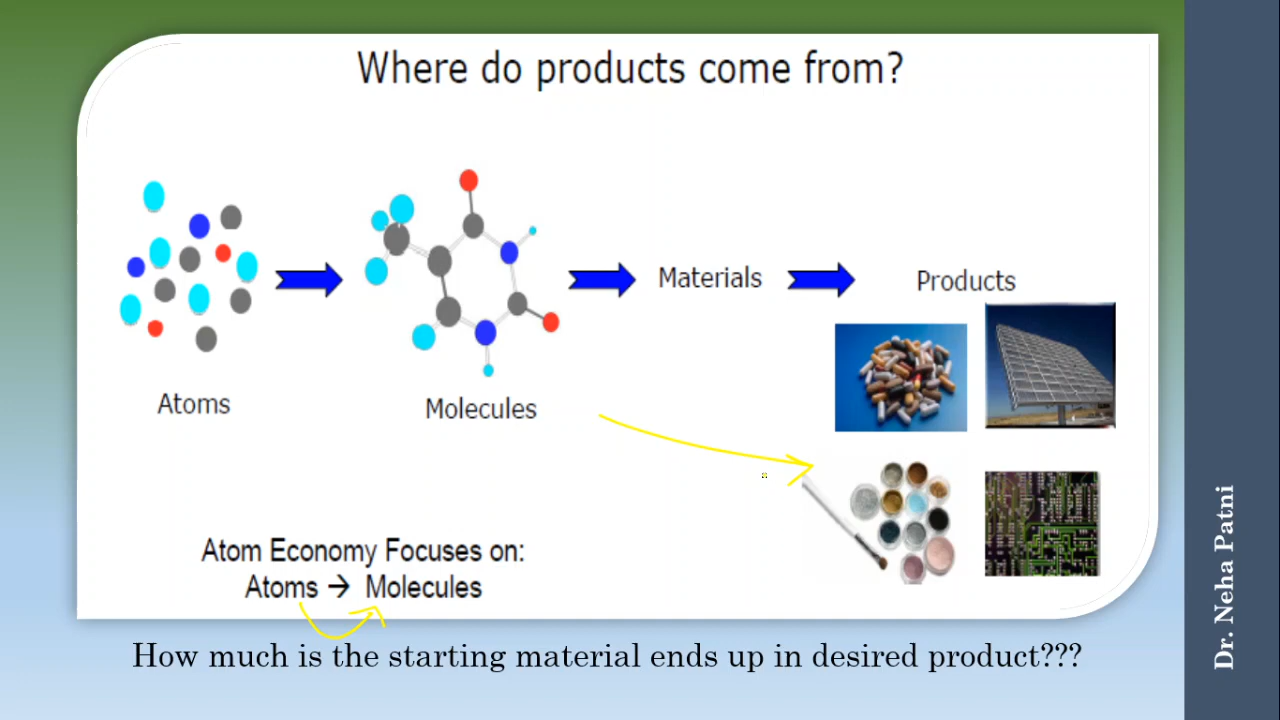 Where do products come from?
Atoms
Molecules
Materials
Products
Atom Economy Focuses on:
Atoms → Molecules
How much is the starting material ends up in desired product???
Dr. Neha Patni